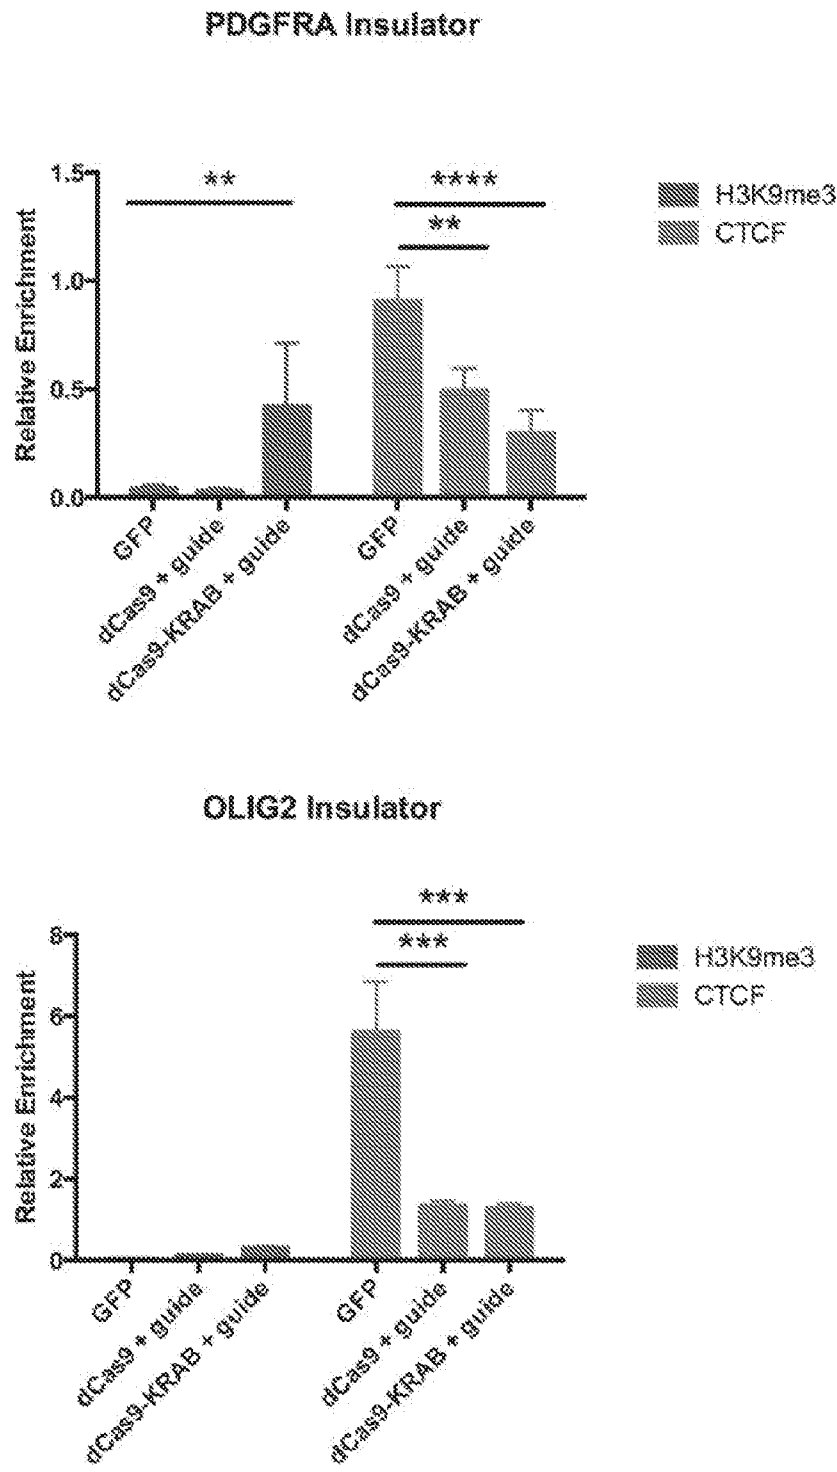 PDGFRA Insulator
1.5
1.0
0.5
0.0
Relative Enrichment
**
****
**
H3K9me3
CTCF
GFP
dCas9 + guide
dCas9-KRAB + guide
GFP
dCas9 + guide
dCas9-KRAB + guide
OLIG2 Insulator
8
6
4
2
0
Relative Enrichment
***
***
H3K9me3
CTCF
GFP
dCas9 + guide
dCas9-KRAB + guide
GFP
dCas9 + guide
dCas9-KRAB + guide